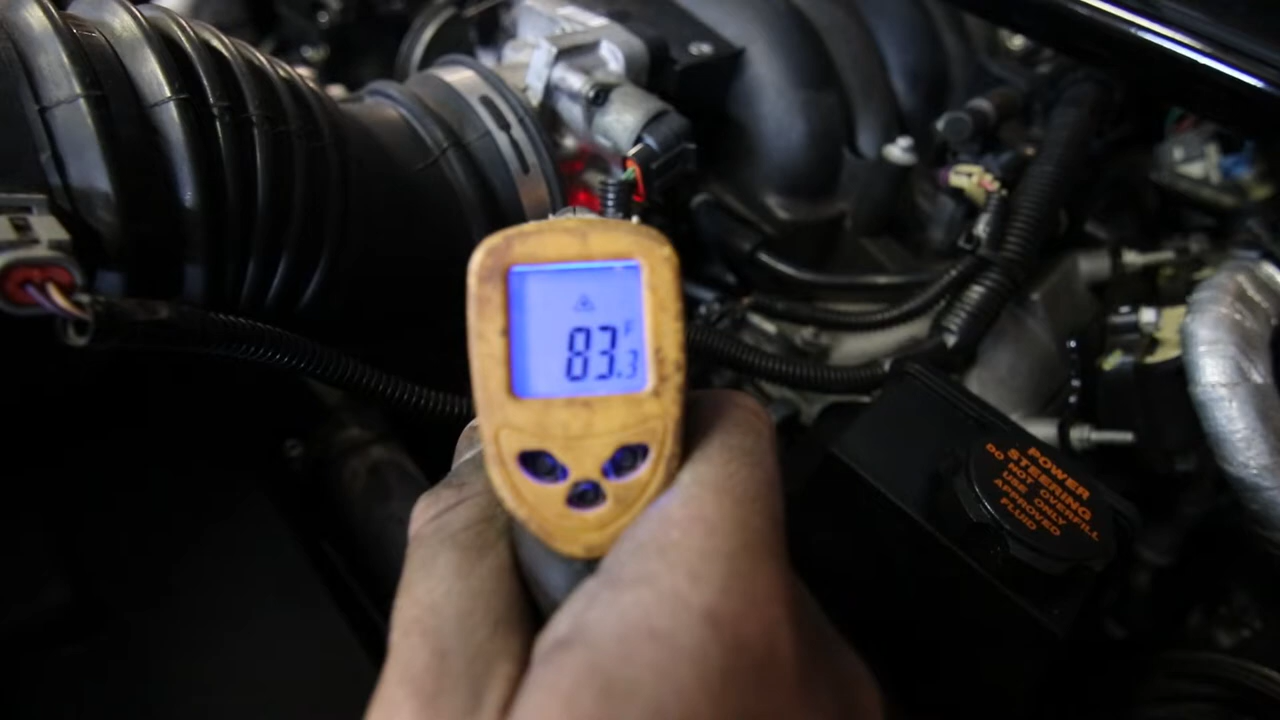 83.3 F
POWER
STEERING
DO NOT OVERFILL
USE ONLY
APPROVED
FLUID